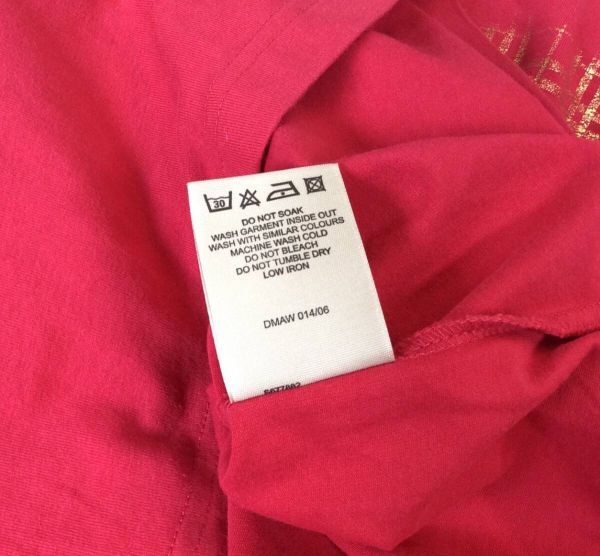 30
DO NOT SOAK
WASH GARMENT INSIDE OUT
WASH WITH SIMILAR COLOURS
MACHINE WASH COLD
DO NOT BLEACH
DO NOT TUMBLE DRY
LOW IRON
DMAW 014/06